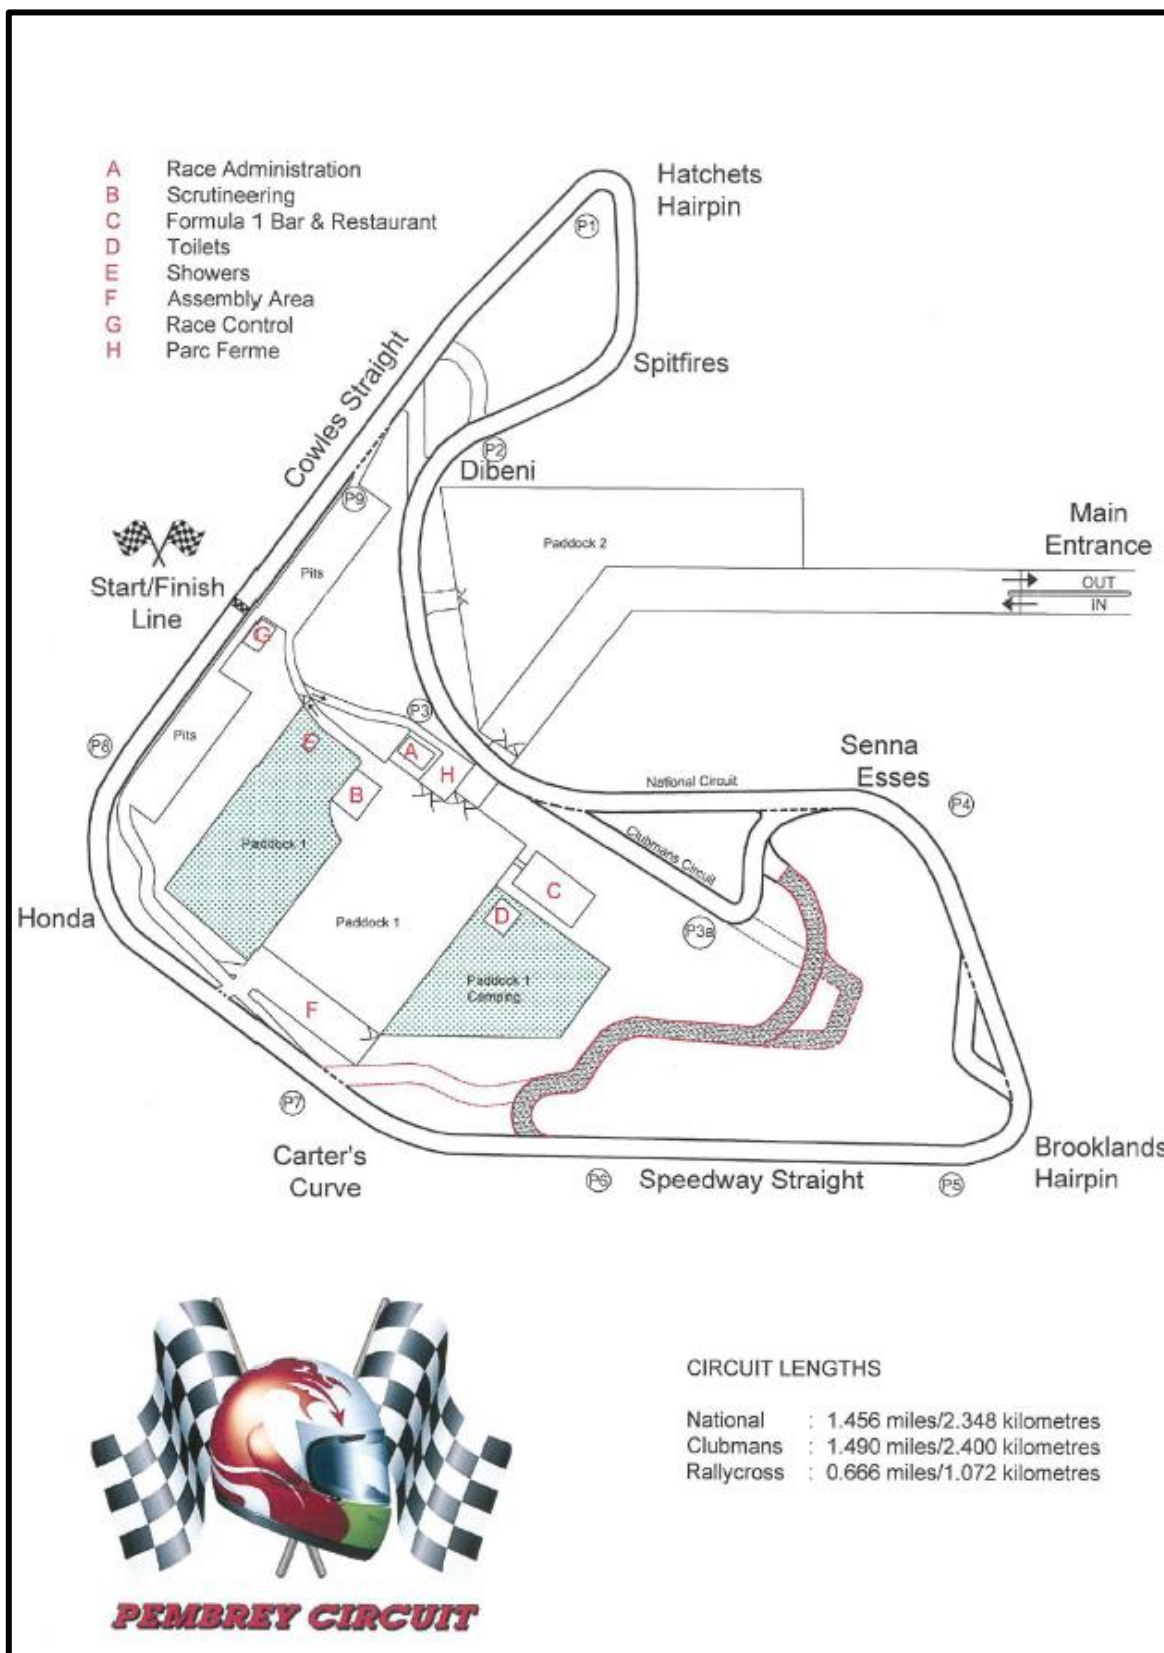 A Race Administration
B Scrutineering
C Formula 1 Bar & Restaurant
D Toilets
E Showers
F Assembly Area
G Race Control
H Parc Ferme
Hatchets
Hairpin
P1
Spitfires
Cowles Straight
P2
Dibeni
P9
Paddock 2
Main
Entrance
OUT
IN
Start/Finish
Line
Pits
G
P3
P8
Pits
E
A
H
B
Senna
Esses
National Circuit
P4
Clubmans Circuit
Paddock 1
C
Honda
Paddock 1
D
P3a
Paddock 1
Camping
F
P7
Carter's
Curve
P6
Speedway Straight
P5
Brooklands
Hairpin
CIRCUIT LENGTHS
National : 1.456 miles/2.348 kilometres
Clubmans : 1.490 miles/2.400 kilometres
Rallycross : 0.666 miles/1.072 kilometres
PEMBREY CIRCUIT